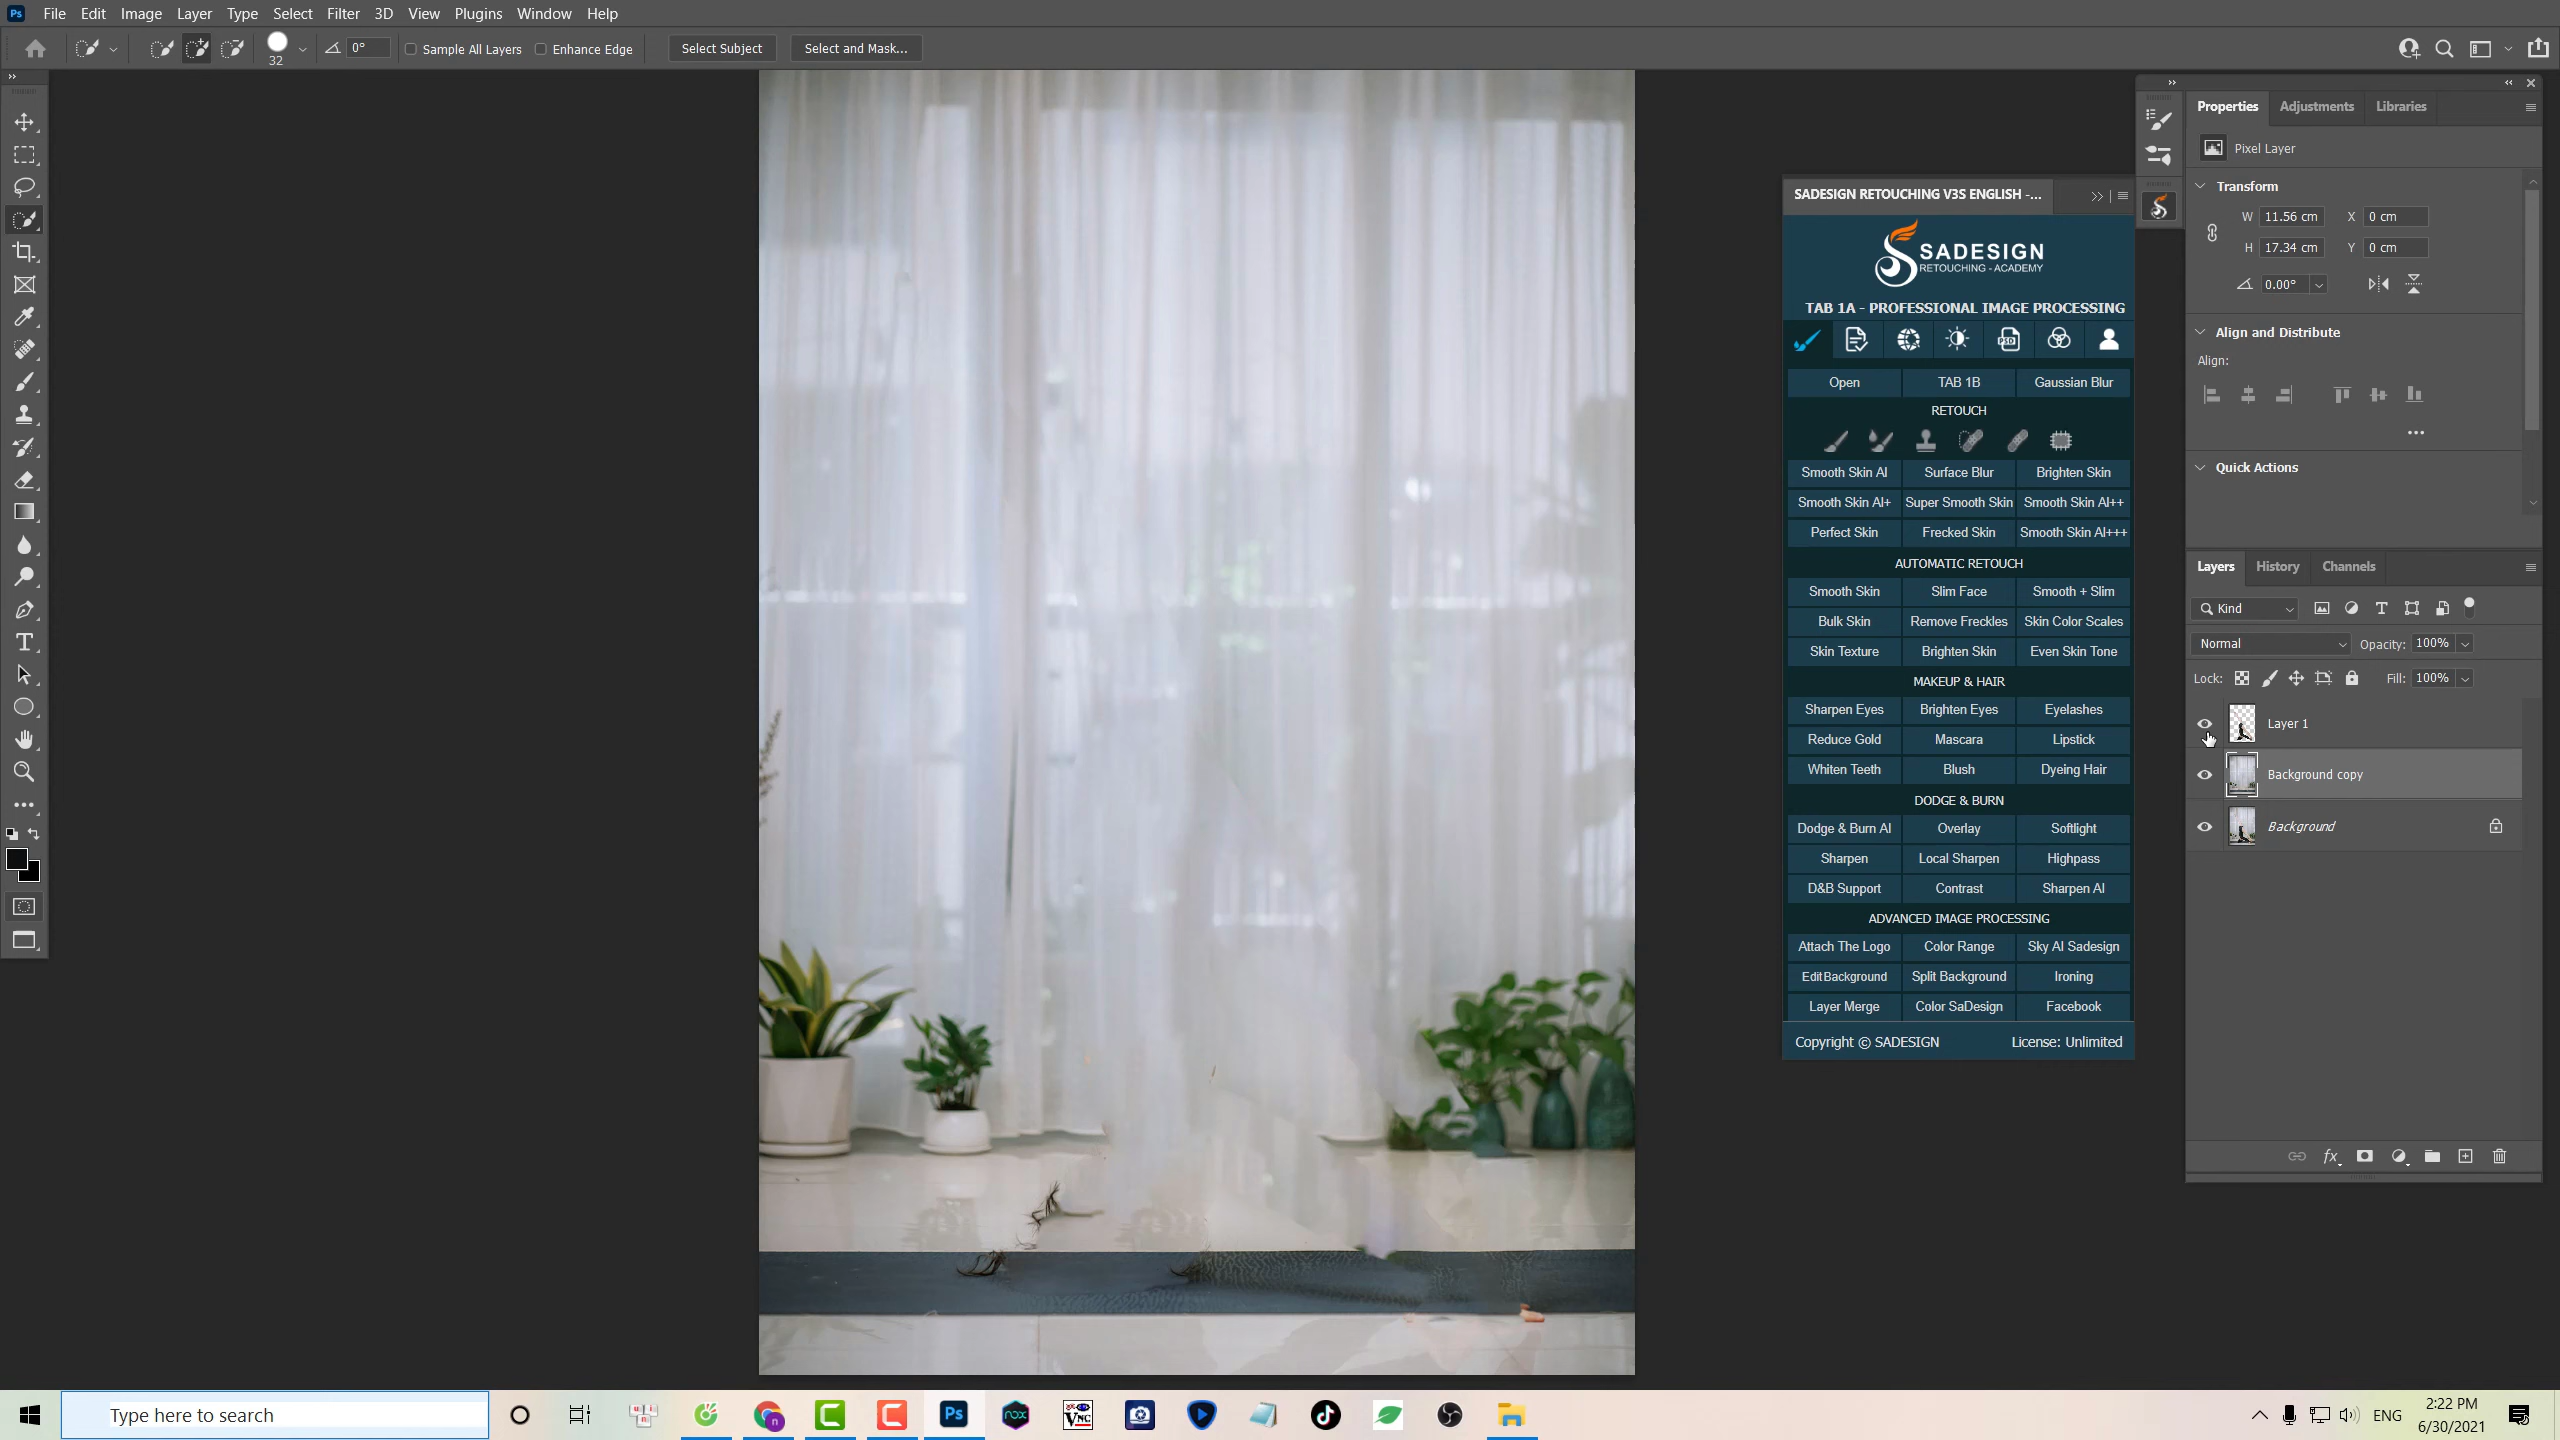 Ps File Edit Image Layer Type Select Filter 3D View Plugins Window Help
32
0°
Sample All Layers
Enhance Edge
Select Subject
Select and Mask...
Properties Adjustments Libraries
Pixel Layer
Transform
W 11.56 cm X 0 cm
H 17.34 cm Y 0 cm
0.00°
Align and Distribute
Align:
Quick Actions
SADESIGN RETOUCHING V3S ENGLISH -...
SADESIGN
RETOUCHING - ACADEMY
TAB 1A - PROFESSIONAL IMAGE PROCESSING
PSD
Open TAB 1B Gaussian Blur
RETOUCH
Smooth Skin AI Surface Blur Brighten Skin
Smooth Skin AI+ Super Smooth Skin Smooth Skin AI++
Perfect Skin Frecked Skin Smooth Skin AI+++
AUTOMATIC RETOUCH
Smooth Skin Slim Face Smooth + Slim
Bulk Skin Remove Freckles Skin Color Scales
Skin Texture Brighten Skin Even Skin Tone
MAKEUP & HAIR
Sharpen Eyes Brighten Eyes Eyelashes
Reduce Gold Mascara Lipstick
Whiten Teeth Blush Dyeing Hair
DODGE & BURN
Dodge & Burn AI Overlay Softlight
Sharpen Local Sharpen Highpass
D&B Support Contrast Sharpen AI
ADVANCED IMAGE PROCESSING
Attach The Logo Color Range Sky AI Sadesign
Edit Background Split Background Ironing
Layer Merge Color SaDesign Facebook
Copyright © SADESIGN License: Unlimited
Layers History Channels
Kind
Normal Opacity: 100%
Lock: Fill: 100%
Layer 1
Background copy
Background
fx
Type here to search
n
Ps
nox
VNC
ENG
2:22 PM
6/30/2021